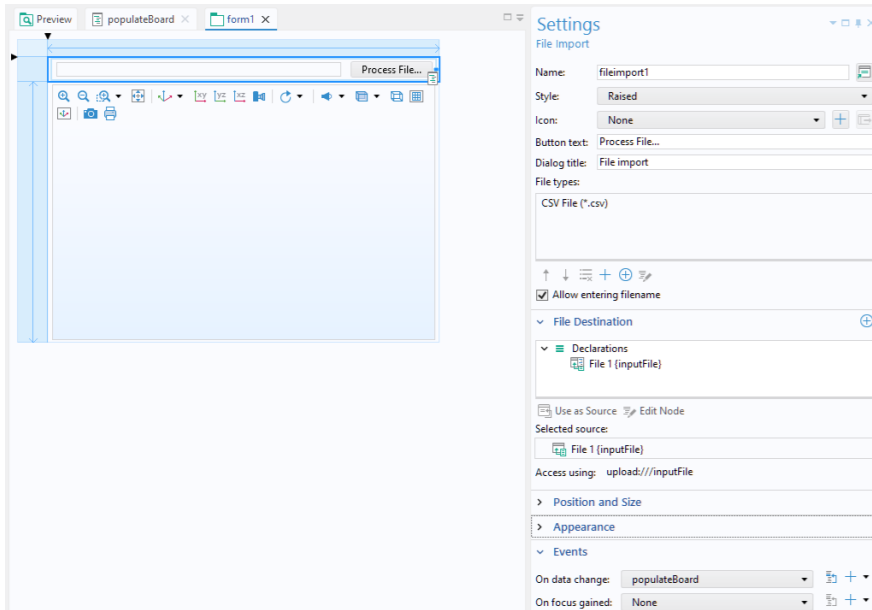 Preview populateBoard form1
Process File...
xy yz xz
Settings
File Import
Name: fileimport1
Style: Raised
Icon: None
Button text: Process File...
Dialog title: File import
File types:
CSV File (*.csv)
Allow entering filename
File Destination
Declarations
File 1 {inputFile}
Use as Source Edit Node
Selected source:
File 1 {inputFile}
Access using: upload:///inputFile
Position and Size
Appearance
Events
On data change: populateBoard
On focus gained: None